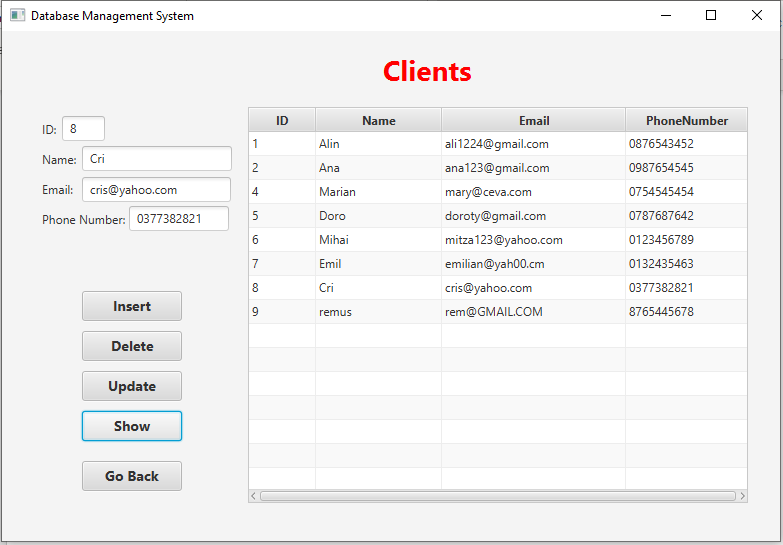 Database Management System
Clients
ID: 8
Name: Cri
Email: cris@yahoo.com
Phone Number: 0377382821
Insert
Delete
Update
Show
Go Back
ID Name Email PhoneNumber
1 Alin ali1224@gmail.com 0876543452
2 Ana ana123@gmail.com 0987654545
4 Marian mary@ceva.com 0754545454
5 Doro doroty@gmail.com 0787687642
6 Mihai mitza123@yahoo.com 0123456789
7 Emil emilian@yah00.cm 0132435463
8 Cri cris@yahoo.com 0377382821
9 remus rem@GMAIL.COM 8765445678